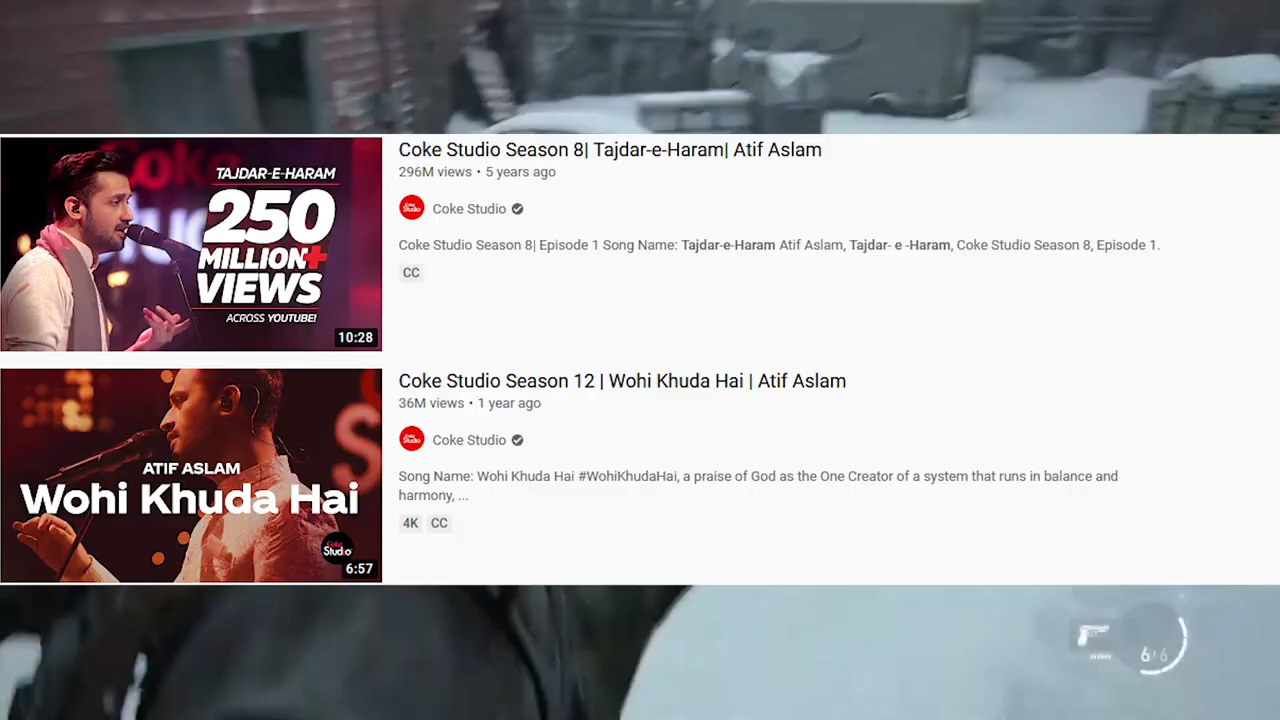 Coke Studio Season 8| Tajdar-e-Haram| Atif Aslam
296M views • 5 years ago
Coke Studio
Coke Studio Season 8| Episode 1 Song Name: Tajdar-e-Haram Atif Aslam, Tajdar- e -Haram, Coke Studio Season 8, Episode 1.
CC
TAJDAR-E-HARAM
250
MILLION+
VIEWS
ACROSS YOUTUBE!
10:28
Coke Studio Season 12 | Wohi Khuda Hai | Atif Aslam
36M views • 1 year ago
Coke Studio
Song Name: Wohi Khuda Hai #WohiKhudaHai, a praise of God as the One Creator of a system that runs in balance and
harmony, ...
4K CC
ATIF ASLAM
Wohi Khuda Hai
Coke
Studio
6:57
6/6